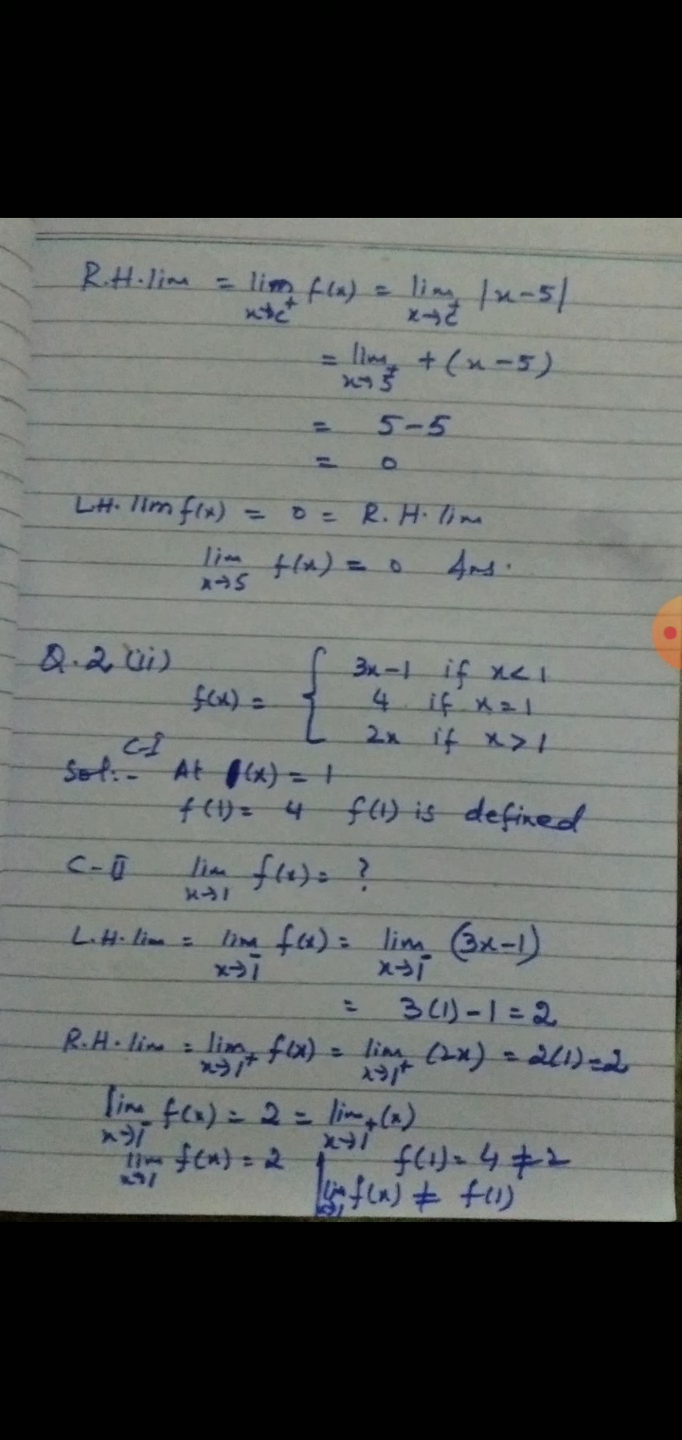 R.H.lim = lim x→c⁺ f(x) = lim x→c⁺ |x-5|
= lim x→5⁺ +(x-5)
= 5-5
= 0
L.H. lim f(x) = 0 = R.H. lim
lim x→5 f(x) = 0 Ans.
Q.2 (ii)
f(x) = { 3x-1 if x<1
4 if x=1
2x if x>1
C-I
Sol:- At (x) = 1
f(1) = 4 f(1) is defined
C-II lim x→1 f(x) = ?
L.H. lim = lim x→1⁻ f(x) = lim x→1⁻ (3x-1)
= 3(1)-1 = 2
R.H. lim = lim x→1⁺ f(x) = lim x→1⁺ (2x) = 2(1) = 2
lim x→1⁻ f(x) = 2 = lim x→1⁺ (x)
lim x→1 f(x) = 2 f(1) = 4 ≠ 2
lim x→1 f(x) ≠ f(1)